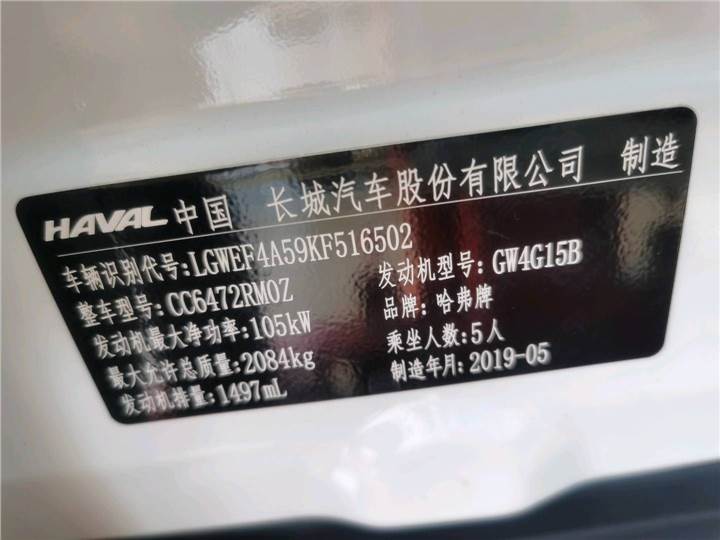 HAVAL 中国 长城汽车股份有限公司 制造
车辆识别代号:LGWEF4A59KF516502
整车型号:CC6472RM0Z 发动机型号:GW4G15B
发动机最大净功率:105kW 品牌:哈弗牌
最大允许总质量:2084kg 乘坐人数:5人
发动机排量:1497mL 制造年月:2019-05